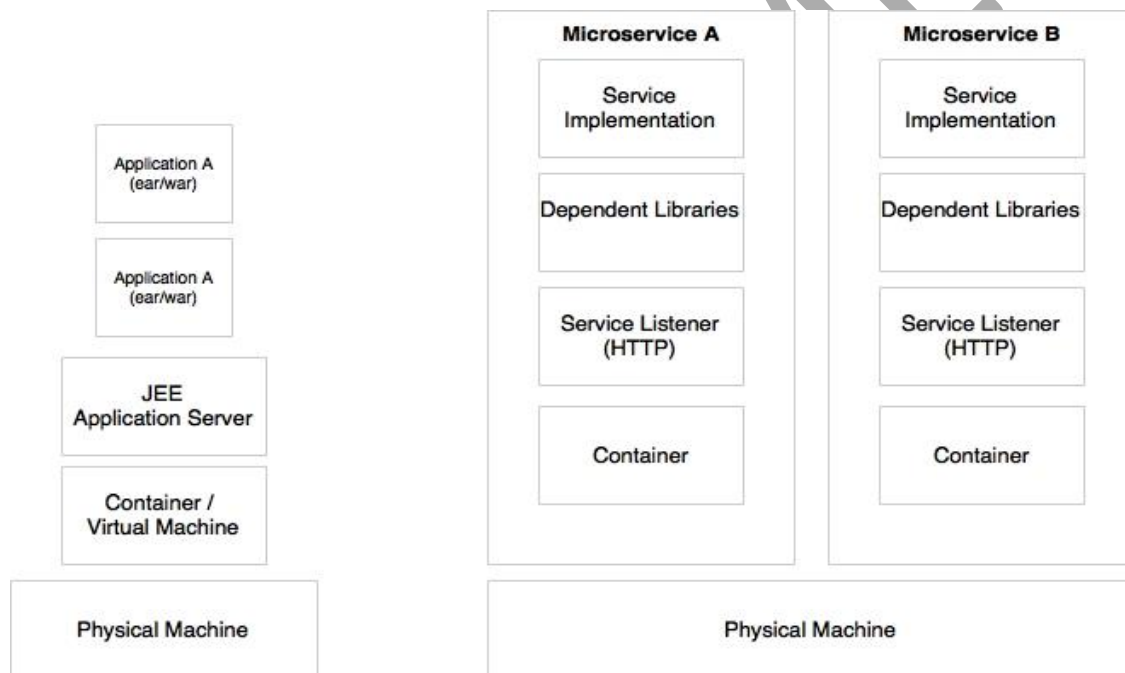 Application A
(ear/war)
Application A
(ear/war)
JEE
Application Server
Container /
Virtual Machine
Physical Machine
Microservice A
Service
Implementation
Dependent Libraries
Service Listener
(HTTP)
Container
Microservice B
Service
Implementation
Dependent Libraries
Service Listener
(HTTP)
Container
Physical Machine